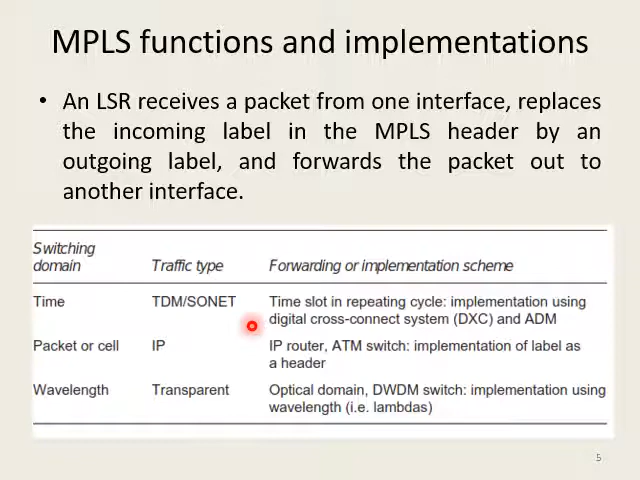 MPLS functions and implementations
• An LSR receives a packet from one interface, replaces
the incoming label in the MPLS header by an
outgoing label, and forwards the packet out to
another interface.
Switching
domain Traffic type Forwarding or implementation scheme
Time TDM/SONET Time slot in repeating cycle: implementation using
digital cross-connect system (DXC) and ADM
Packet or cell IP IP router, ATM switch: implementation of label as
a header
Wavelength Transparent Optical domain, DWDM switch: implementation using
wavelength (i.e. lambdas)
5